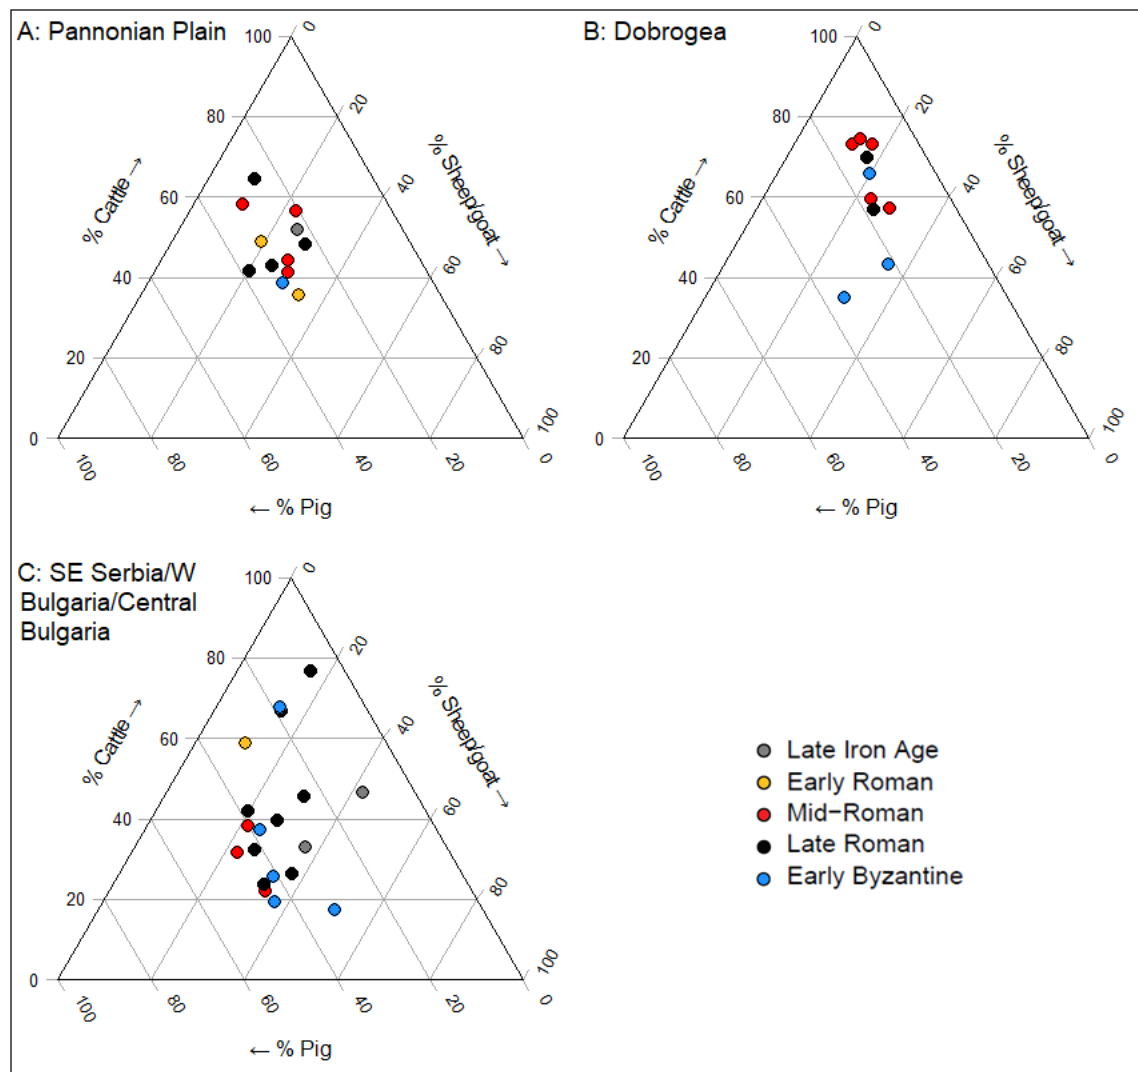 A: Pannonian Plain
100
80
60
40
20
0
0
20
40
60
80
100
100
80
60
40
20
0
% Cattle →
% Sheep/goat →
← % Pig
B: Dobrogea
100
80
60
40
20
0
0
20
40
60
80
100
100
80
60
40
20
0
% Cattle →
% Sheep/goat →
← % Pig
C: SE Serbia/W
Bulgaria/Central
Bulgaria
100
80
60
40
20
0
0
20
40
60
80
100
100
80
60
40
20
0
% Cattle →
% Sheep/goat →
← % Pig
Late Iron Age
Early Roman
Mid−Roman
Late Roman
Early Byzantine